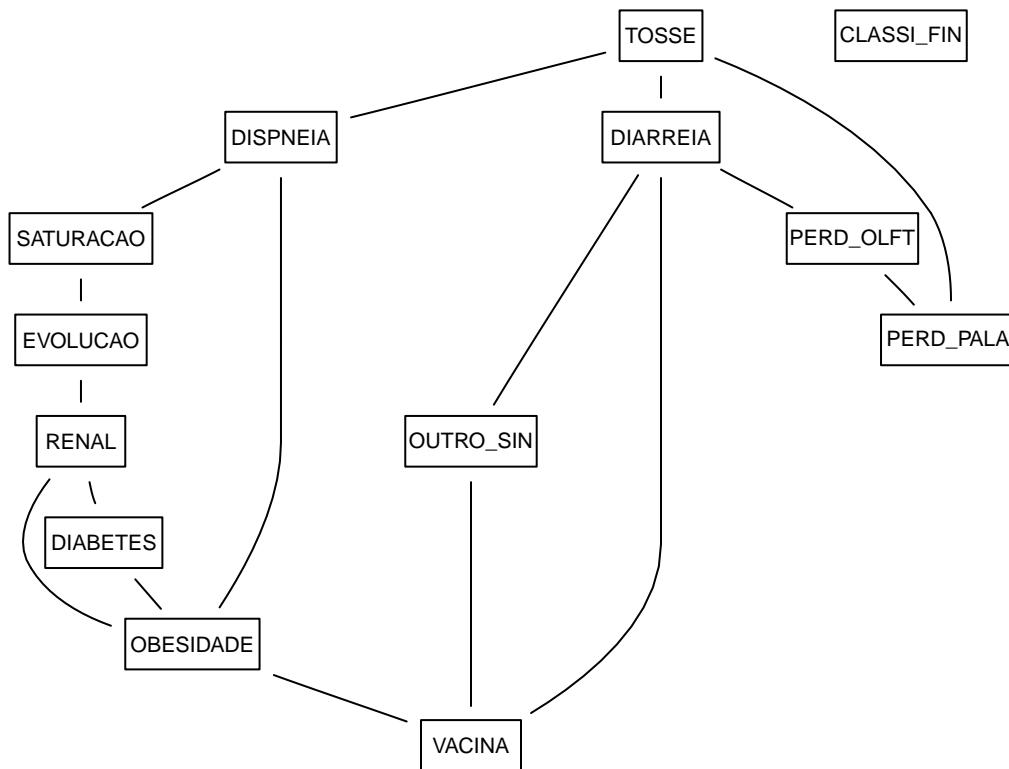 TOSSE
CLASSI_FIN
DISPNEIA
DIARREIA
SATURACAO
PERD_OLFT
EVOLUCAO
PERD_PALA
RENAL
OUTRO_SIN
DIABETES
OBESIDADE
VACINA